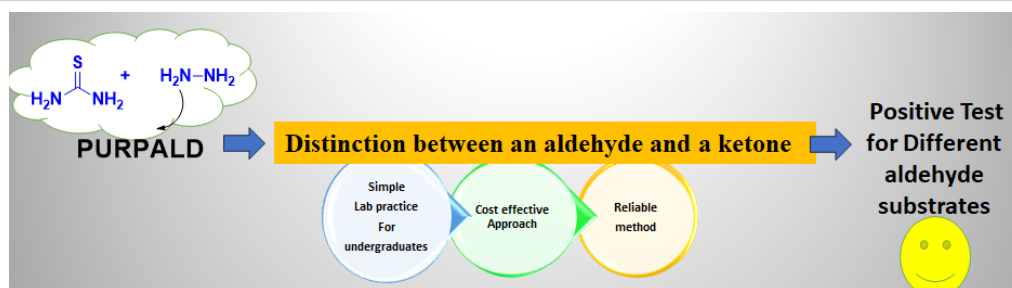 S
+
H₂N NH₂
H₂N-NH₂
PURPALD
Distinction between an aldehyde and a ketone
Simple
Lab practice
For
undergraduates
Cost effective
Approach
Reliable
method
Positive Test
for Different
aldehyde
substrates